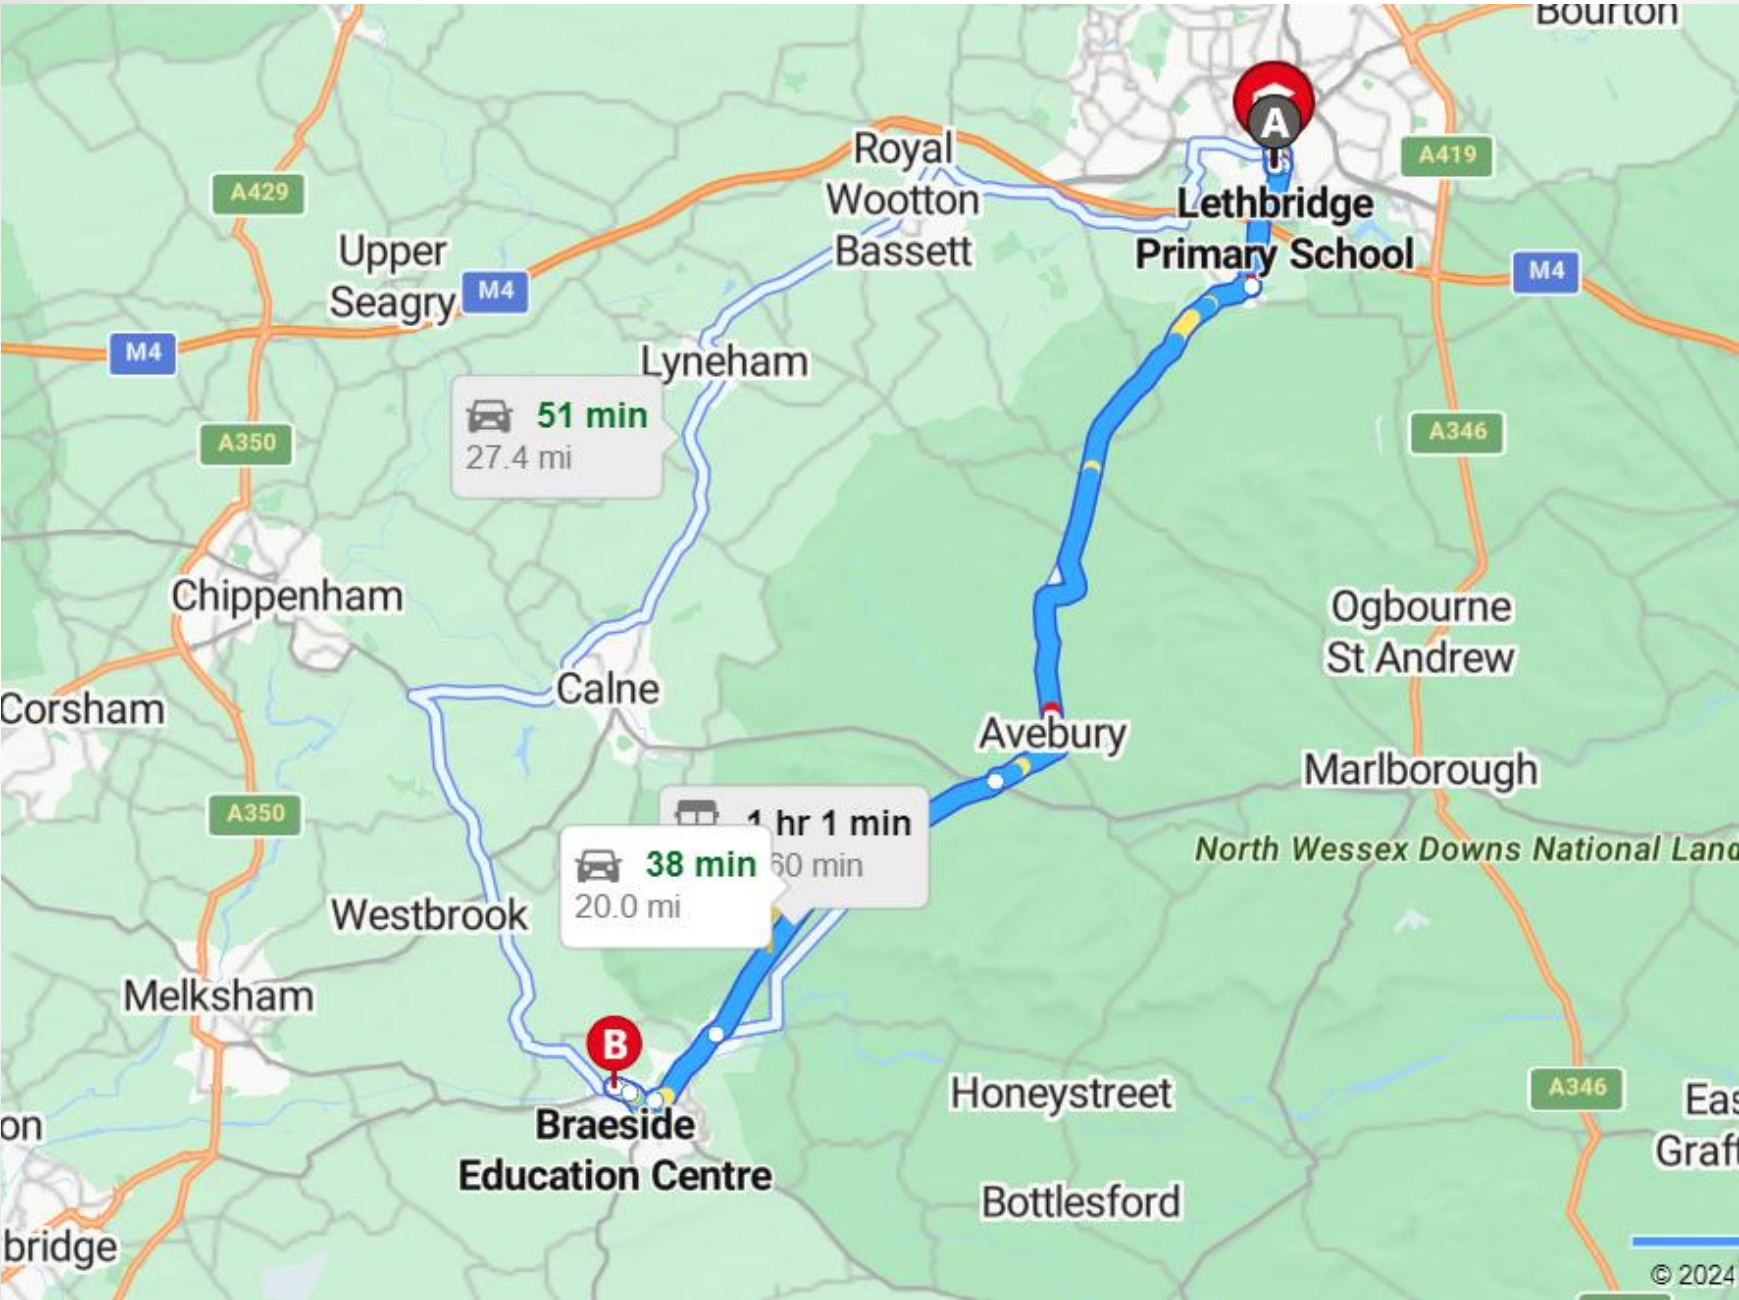 Bourton
A
A419
Royal
Wootton
Bassett
A429
Lethbridge
Primary School
Upper
Seagry
M4
M4
M4
Lyneham
51 min
27.4 mi
A350
A346
Chippenham
Ogbourne
St Andrew
Calne
Corsham
Avebury
Marlborough
A350
1 hr 1 min
60 min
38 min
20.0 mi
North Wessex Downs National Land
Westbrook
Melksham
B
Honeystreet
A346
Eas
Graft
on
Braeside
Education Centre
Bottlesford
bridge
© 2024